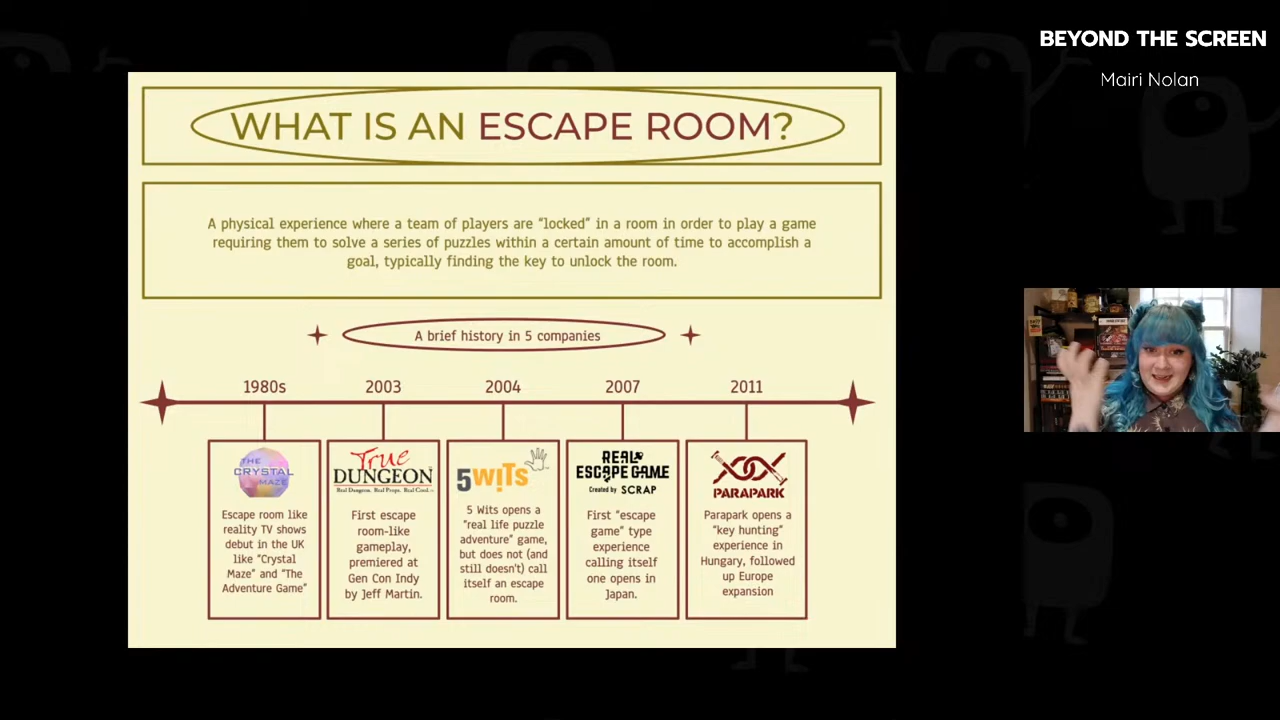 BEYOND THE SCREEN
Mairi Nolan
WHAT IS AN ESCAPE ROOM?
A physical experience where a team of players are “locked” in a room in order to play a game
requiring them to solve a series of puzzles within a certain amount of time to accomplish a
goal, typically finding the key to unlock the room.
A brief history in 5 companies
1980s
2003
2004
2007
2011
THE
CRYSTAL
MAZE
Escape room like
reality TV shows
debut in the UK
like “Crystal
Maze” and “The
Adventure Game”
True
DUNGEON
Real Dungeon. Real Props. Real Cool.
First escape
room-like
gameplay,
premiered at
Gen Con Indy
by Jeff Martin.
5WiTS
5 Wits opens a
“real life puzzle
adventure” game,
but does not (and
still doesn’t) call
itself an escape
room.
REAL
ESCAPE GAME
Created by SCRAP
First “escape
game” type
experience
calling itself
one opens in
Japan.
PARAPARK
Parapark opens a
“key hunting”
experience in
Hungary, followed
up Europe
expansion